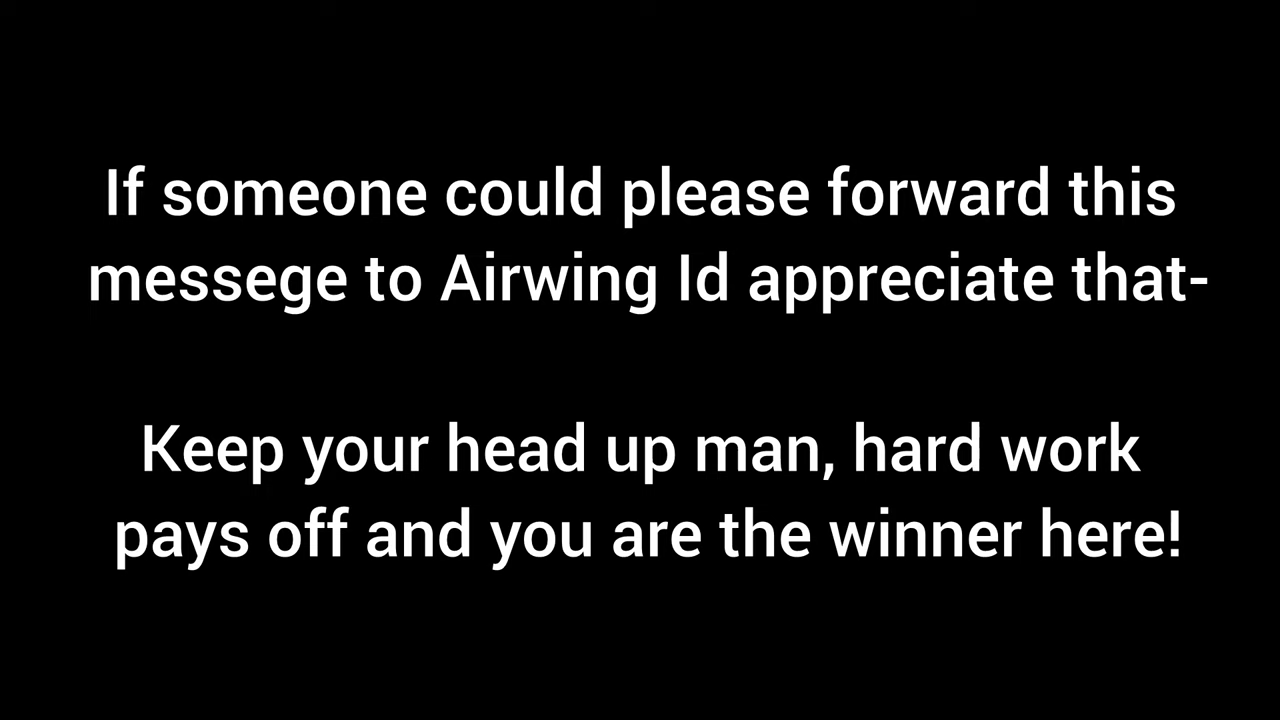 If someone could please forward this
messege to Airwing Id appreciate that-
Keep your head up man, hard work
pays off and you are the winner here!